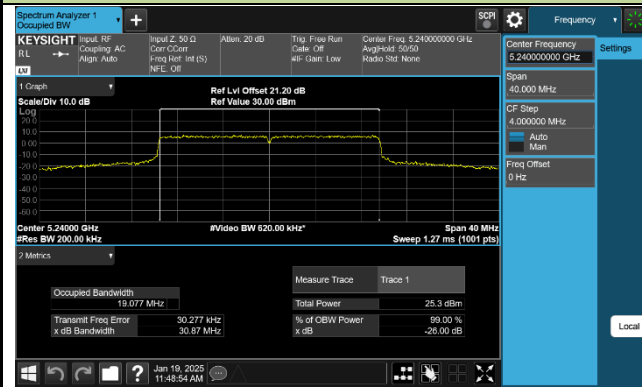 Spectrum Analyzer 1
Occupied BW
SCPI
Frequency
KEYSIGHT
RL
LXI
Input: RF
Coupling: AC
Align: Auto
Input Z: 50 Ω
Corr CCorr
Freq Ref: Int (S)
NFE: Off
Atten: 20 dB
Trig: Free Run
Gate: Off
#IF Gain: Low
Center Freq: 5.240000000 GHz
Avg|Hold: 50/50
Radio Std: None
Center Frequency
5.240000000 GHz
Settings
Span
40.000 MHz
CF Step
4.000000 MHz
Auto
Man
Freq Offset
0 Hz
1 Graph
Scale/Div 10.0 dB
Ref Lvl Offset 21.20 dB
Ref Value 30.00 dBm
Log
20.0
10.0
0.00
-10.0
-20.0
-30.0
-40.0
-50.0
-60.0
Center 5.24000 GHz
#Video BW 620.00 kHz*
Span 40 MHz
#Res BW 200.00 kHz
Sweep 1.27 ms (1001 pts)
2 Metrics
Measure Trace
Trace 1
Occupied Bandwidth
19.077 MHz
Total Power
25.3 dBm
Transmit Freq Error
30.277 kHz
% of OBW Power
99.00 %
x dB Bandwidth
30.87 MHz
x dB
-26.00 dB
Local
?
Jan 19, 2025
11:48:54 AM